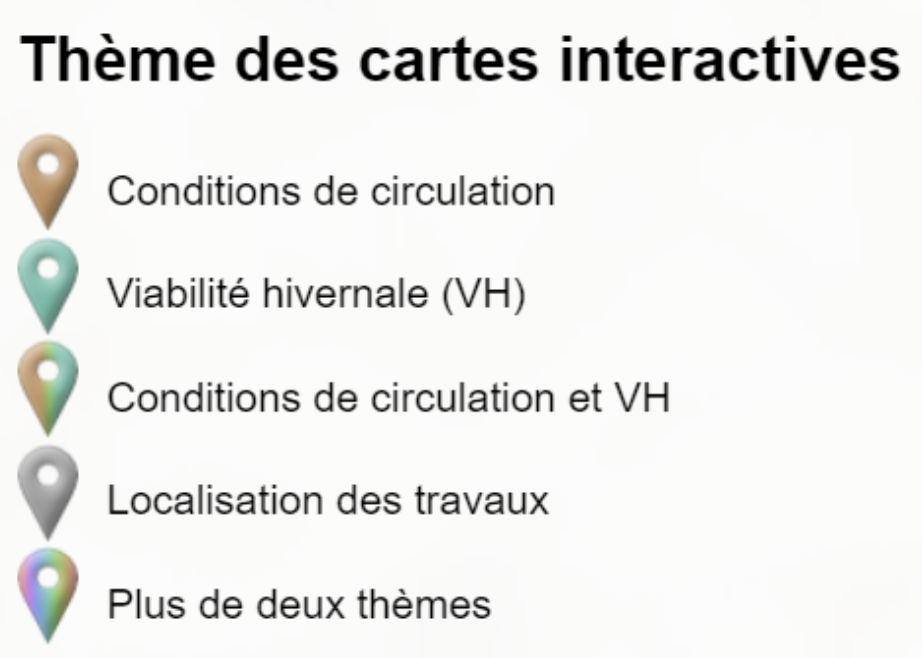 Thème des cartes interactives
Conditions de circulation
Viabilité hivernale (VH)
Conditions de circulation et VH
Localisation des travaux
Plus de deux thèmes